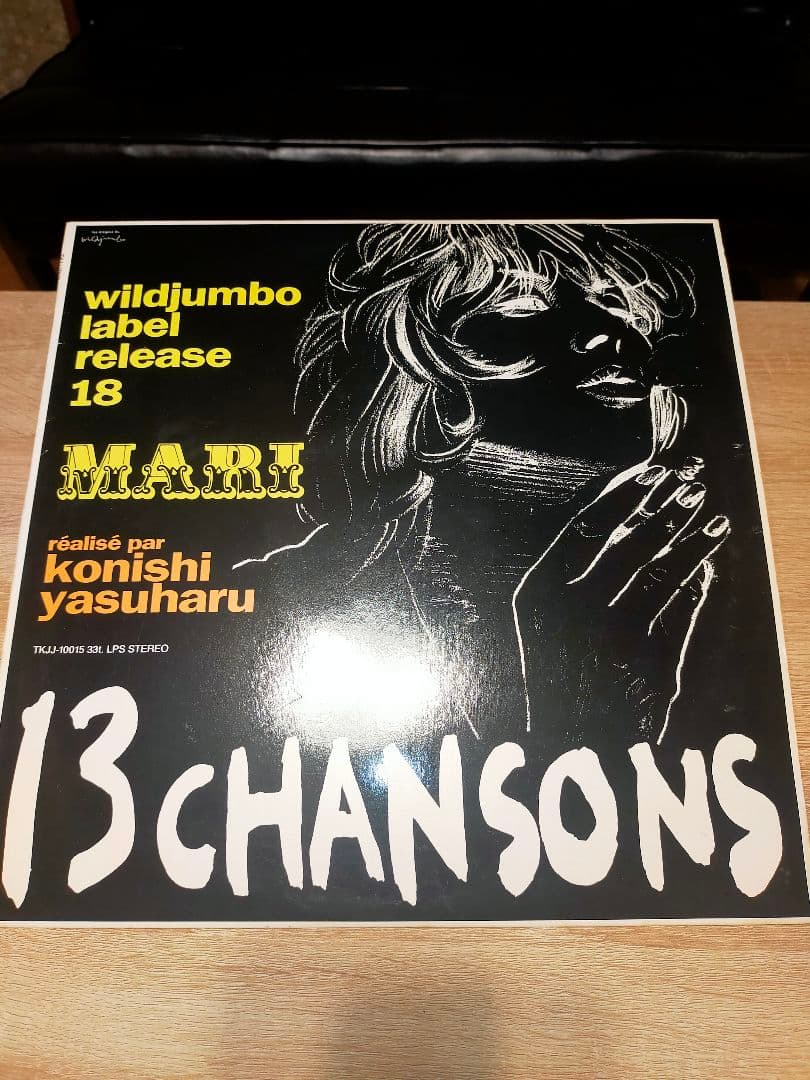 wildjumbo
label
release
18
MARI
réalisé par
konishi
yasuharu
TKJJ-10015 33t. LPS STEREO
13 CHANSONS